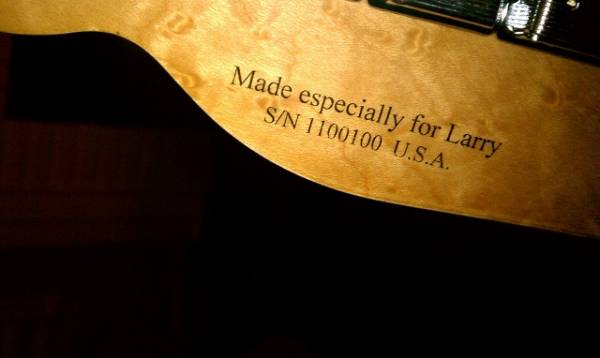 Made especially for Larry
S/N 1100100 U.S.A.